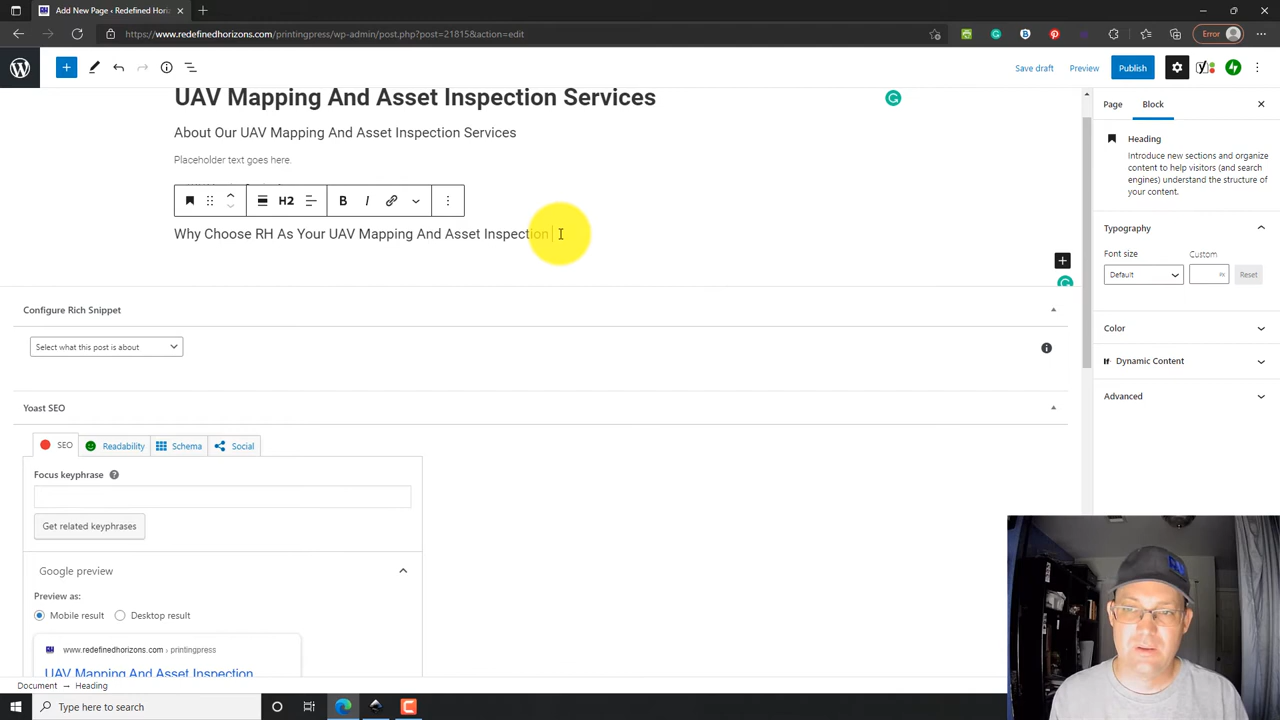 Add New Page ‹ Refined Horizons
https://www.redefinedhorizons.com/printingpress/wp-admin/post.php?post=21815&action=edit
Error
Save draft
Preview
Publish
UAV Mapping And Asset Inspection Services
About Our UAV Mapping And Asset Inspection Services
Placeholder text goes here.
H2
B
I
Why Choose RH As Your UAV Mapping And Asset Inspection
Page
Block
Heading
Introduce new sections and organize
content to help visitors (and search
engines) understand the structure of
your content.
Typography
Font size
Custom
Default
PX
Reset
Color
Dynamic Content
Advanced
Configure Rich Snippet
Select what this post is about
Yoast SEO
SEO
Readability
Schema
Social
Focus keyphrase
Get related keyphrases
Google preview
Preview as:
Mobile result
Desktop result
www.redefinedhorizons.com › printingpress
UAV Mapping And Asset Inspection
Document → Heading
Type here to search